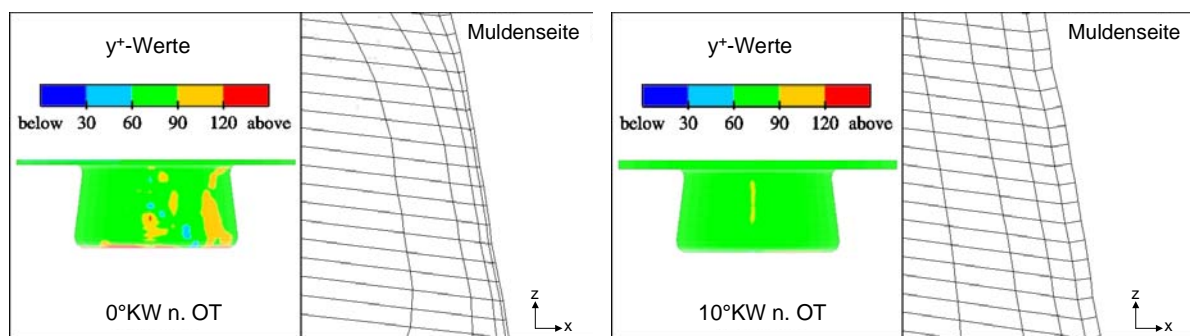 y⁺-Werte
below 30 60 90 120 above
0°KW n. OT
Muldenseite
z
x
y⁺-Werte
below 30 60 90 120 above
10°KW n. OT
Muldenseite
z
x